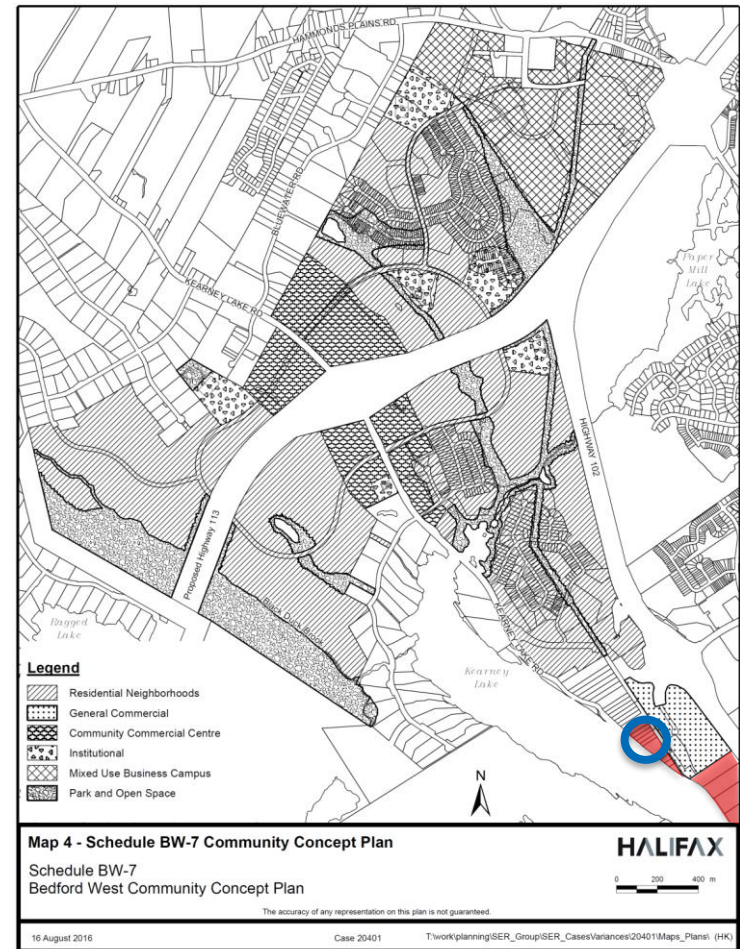 HAMMONDS PLAINS RD
BLUEWATER RD
Paper
Mill
Lake
KEARNEY LAKE RD
HIGHWAY 102
Proposed Highway 113
Ragged
Lake
Black Duck Brook
Kearney
Lake
KEARNEY LAKE RD
Legend
Residential Neighborhoods
General Commercial
Community Commercial Centre
Institutional
Mixed Use Business Campus
Park and Open Space
N
Map 4 - Schedule BW-7 Community Concept Plan
Schedule BW-7
Bedford West Community Concept Plan
HALIFAX
0 200 400 m
The accuracy of any representation on this plan is not guaranteed.
16 August 2016
Case 20401
T:\work\planning\SER_Group\SER_CasesVariances\20401\Maps_Plans\ (HK)